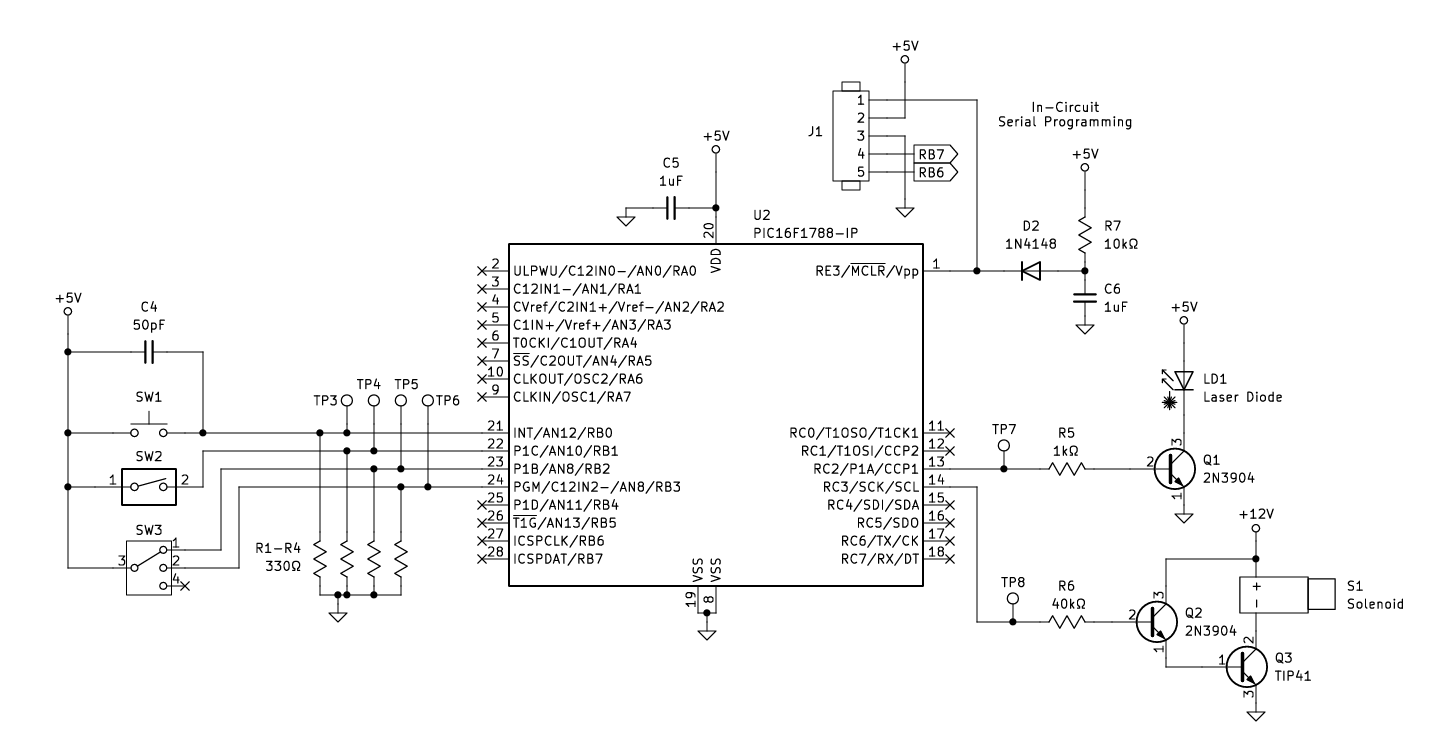 +5V
1
2
3
4
5
J1
RB7
RB6
In-Circuit
Serial Programming
+5V
C5
1uF
+5V
R7
10kΩ
D2
1N4148
C6
1uF
U2
PIC16F1788-IP
20
VDD
2 ULPWU/C12IN0-/AN0/RA0
3 C12IN1-/AN1/RA1
4 CVref/C2IN1+/Vref-/AN2/RA2
5 C1IN+/Vref+/AN3/RA3
6 T0CKI/C1OUT/RA4
7 SS/C2OUT/AN4/RA5
10 CLKOUT/OSC2/RA6
9 CLKIN/OSC1/RA7
21 INT/AN12/RB0
22 P1C/AN10/RB1
23 P1B/AN8/RB2
24 PGM/C12IN2-/AN8/RB3
25 P1D/AN11/RB4
26 T1G/AN13/RB5
27 ICSPCLK/RB6
28 ICSPDAT/RB7
RE3/MCLR/Vpp 1
RC0/T1OSO/T1CK1 11
RC1/T1OSI/CCP2 12
RC2/P1A/CCP1 13
RC3/SCK/SCL 14
RC4/SDI/SDA 15
RC5/SDO 16
RC6/TX/CK 17
RC7/RX/DT 18
VSS
VSS
19
8
+5V
C4
50pF
SW1
SW2
1
2
SW3
3
1
2
4
TP3
TP4
TP5
TP6
R1-R4
330Ω
TP7
R5
1kΩ
+5V
LD1
Laser Diode
2
3
1
Q1
2N3904
TP8
R6
40kΩ
+12V
+
-
S1
Solenoid
2
3
1
Q2
2N3904
1
2
3
Q3
TIP41